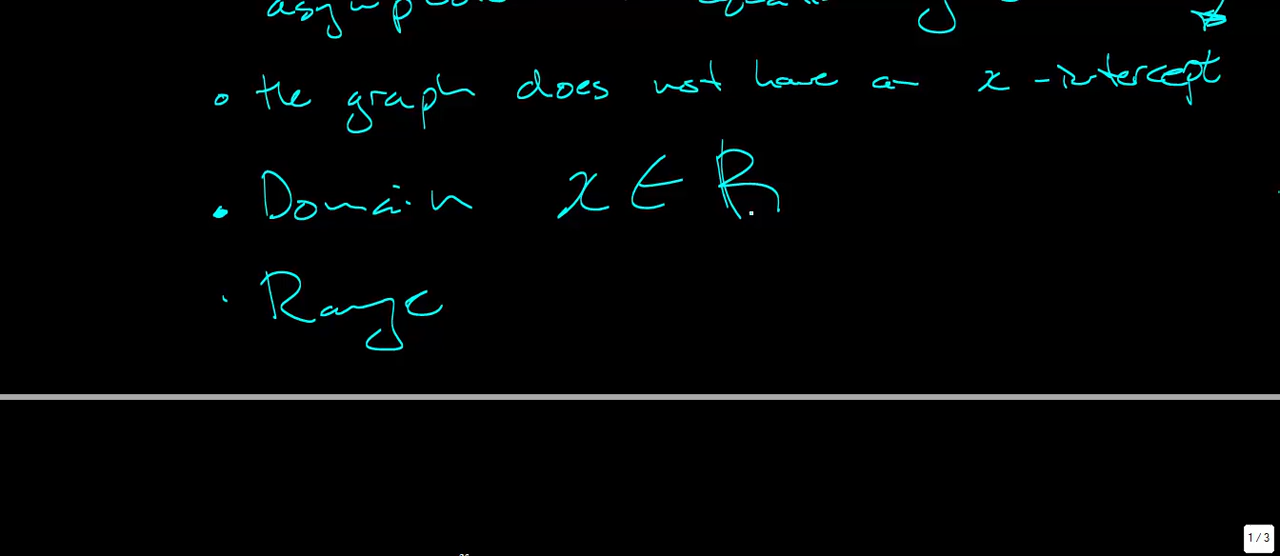 • the graph does not have an x-intercept
• Domain x ∈ R
• Range
1 / 3